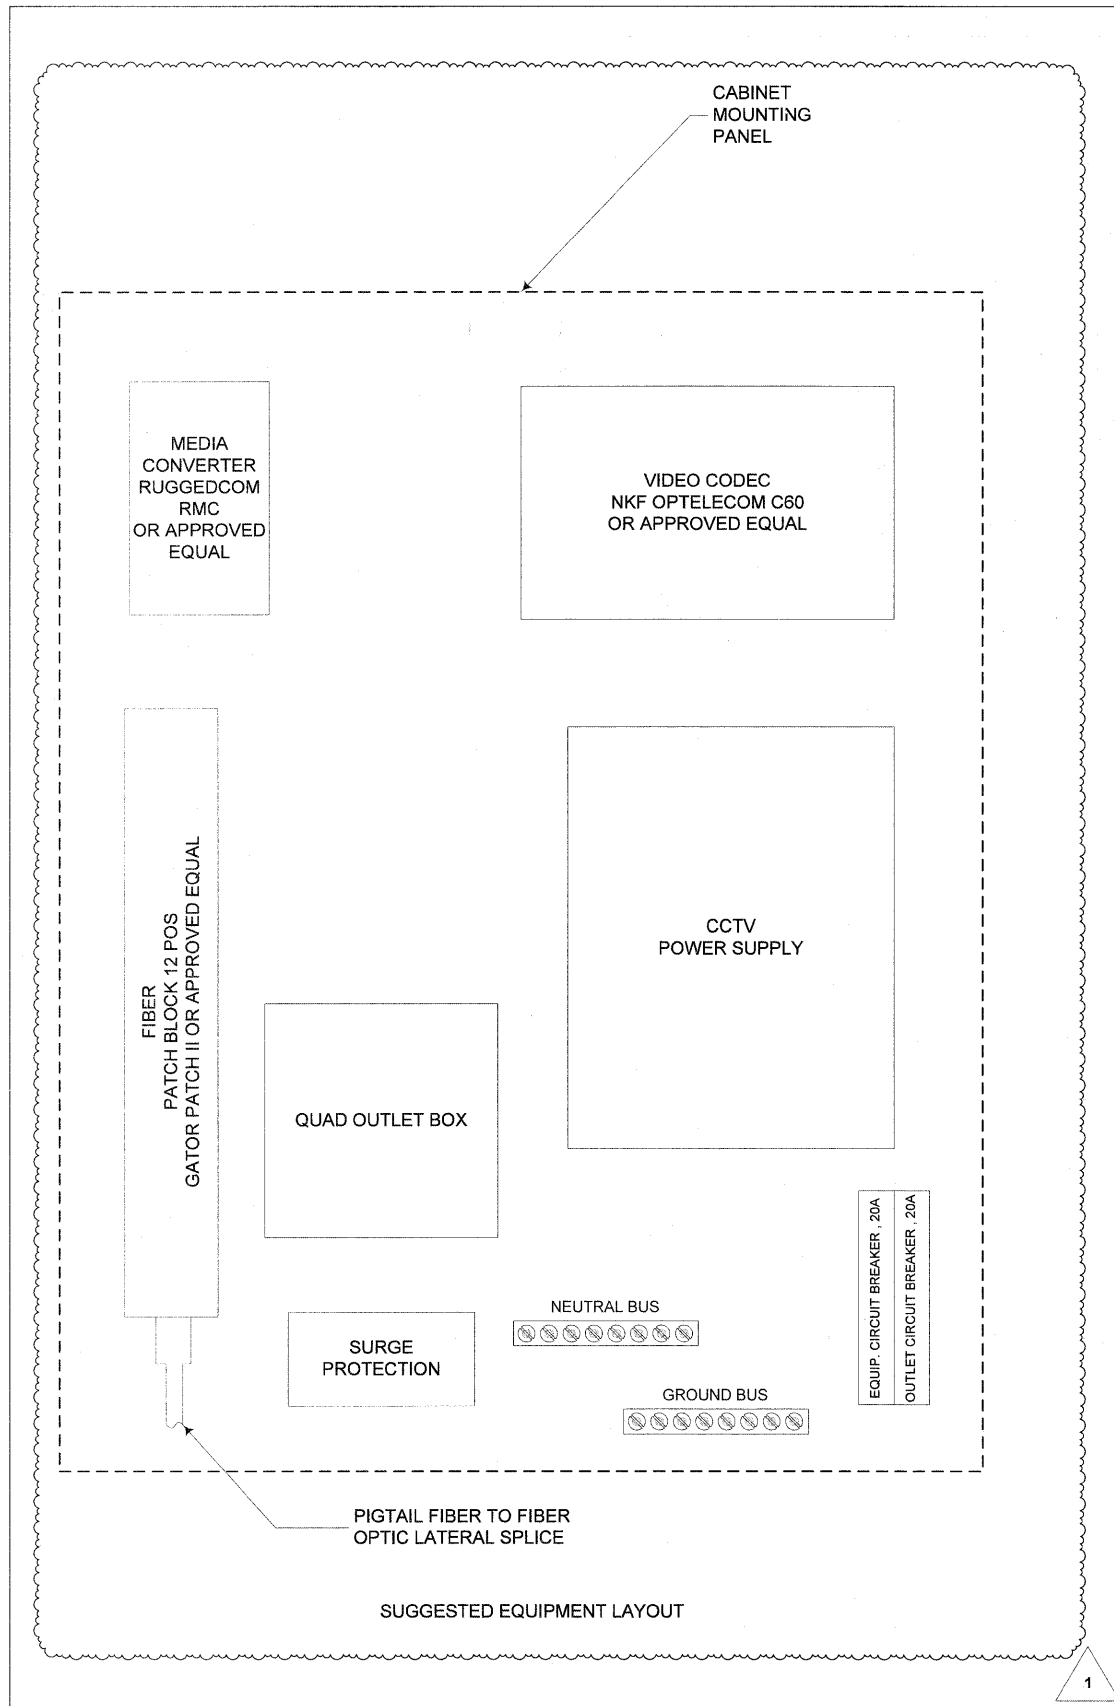 CABINET
MOUNTING
PANEL
MEDIA
CONVERTER
RUGGEDCOM
RMC
OR APPROVED
EQUAL
VIDEO CODEC
NKF OPTELECOM C60
OR APPROVED EQUAL
FIBER
PATCH BLOCK 12 POS
GATOR PATCH II OR APPROVED EQUAL
CCTV
POWER SUPPLY
QUAD OUTLET BOX
EQUIP. CIRCUIT BREAKER , 20A
OUTLET CIRCUIT BREAKER , 20A
NEUTRAL BUS
SURGE
PROTECTION
GROUND BUS
PIGTAIL FIBER TO FIBER
OPTIC LATERAL SPLICE
SUGGESTED EQUIPMENT LAYOUT
1